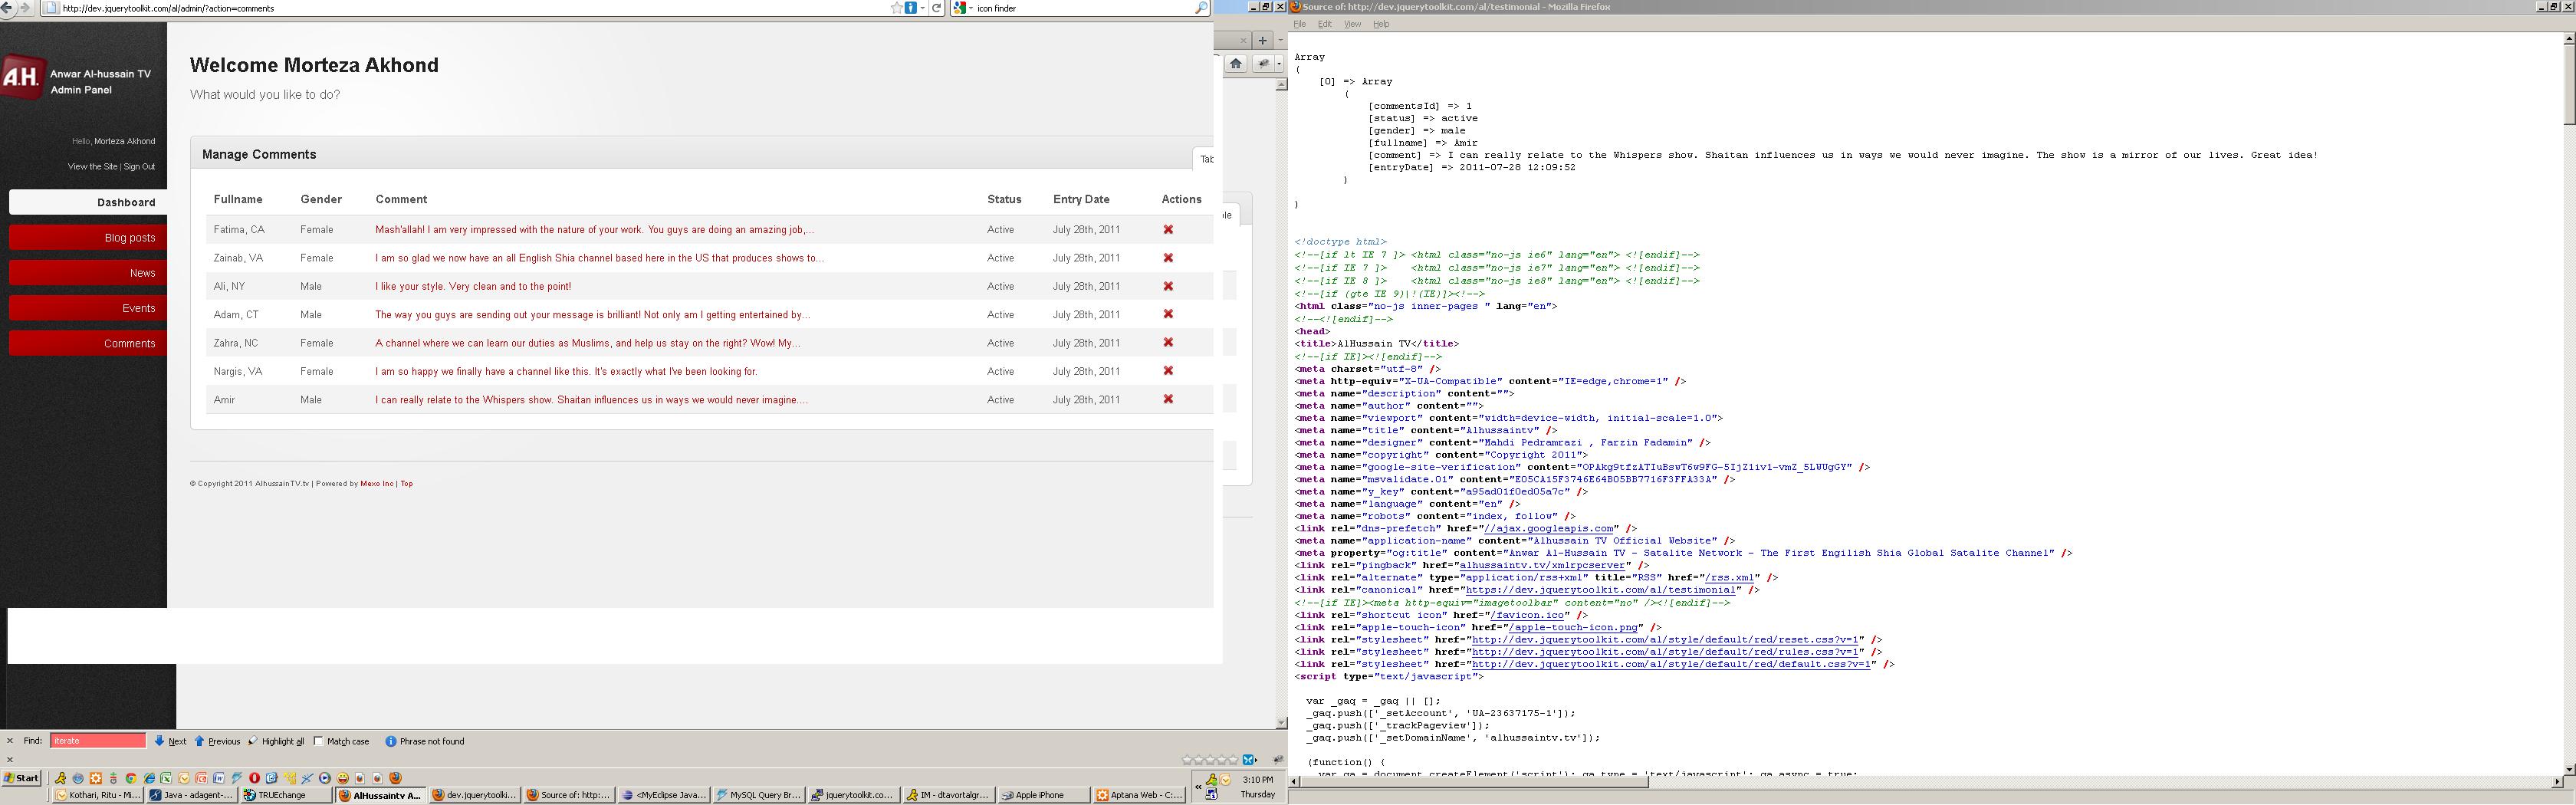 http://dev.jquerytoolkit.com/al/admin/?action=comments
icon finder
A.H.
Anwar Al-hussain TV
Admin Panel
Hello, Morteza Akhond
View the Site | Sign Out
Dashboard
Blog posts
News
Events
Comments
Welcome Morteza Akhond
What would you like to do?
Manage Comments
Tab
Fullname Gender Comment Status Entry Date Actions
Fatima, CA Female Mash'allah! I am very impressed with the nature of your work. You guys are doing an amazing job,... Active July 28th, 2011
Zainab, VA Female I am so glad we now have an all English Shia channel based here in the US that produces shows to... Active July 28th, 2011
Ali, NY Male I like your style. Very clean and to the point! Active July 28th, 2011
Adam, CT Male The way you guys are sending out your message is brilliant! Not only am I getting entertained by... Active July 28th, 2011
Zahra, NC Female A channel where we can learn our duties as Muslims, and help us stay on the right? Wow! My... Active July 28th, 2011
Nargis, VA Female I am so happy we finally have a channel like this. It's exactly what I've been looking for. Active July 28th, 2011
Amir Male I can really relate to the Whispers show. Shaitan influences us in ways we would never imagine.... Active July 28th, 2011
© Copyright 2011 AlhussainTV.tv | Powered by Mexo Inc | Top
ble
Find: iterate Next Previous Highlight all Match case Phrase not found
Start
Kothari, Ritu - Mi... Java - adagent-... TRUEchange AlHussaintv A... dev.jquerytoolki... Source of: http:... <MyEclipse Java... MySQL Query Br... jquerytoolkit.co... IM - dtavortalgr... Apple iPhone Aptana Web - C:...
3:10 PM
Thursday
Source of: http://dev.jquerytoolkit.com/al/testimonial - Mozilla Firefox
File Edit View Help
Array
(
[0] => Array
(
[commentsId] => 1
[status] => active
[gender] => male
[fullname] => Amir
[comment] => I can really relate to the Whispers show. Shaitan influences us in ways we would never imagine. The show is a mirror of our lives. Great idea!
[entryDate] => 2011-07-28 12:09:52
)
)
<!doctype html>
<!--[if lt IE 7 ]> <html class="no-js ie6" lang="en"> <![endif]-->
<!--[if IE 7 ]> <html class="no-js ie7" lang="en"> <![endif]-->
<!--[if IE 8 ]> <html class="no-js ie8" lang="en"> <![endif]-->
<!--[if (gte IE 9)|!(IE)]><!-->
<html class="no-js inner-pages " lang="en">
<!--<![endif]-->
<head>
<title>AlHussain TV</title>
<!--[if IE]><![endif]-->
<meta charset="utf-8" />
<meta http-equiv="X-UA-Compatible" content="IE=edge,chrome=1" />
<meta name="description" content="">
<meta name="author" content="">
<meta name="viewport" content="width=device-width, initial-scale=1.0">
<meta name="title" content="Alhussaintv" />
<meta name="designer" content="Mahdi Pedramrazi , Farzin Fadamin" />
<meta name="copyright" content="Copyright 2011">
<meta name="google-site-verification" content="OPAkg9tfzATIuBswT6w9FG-5IjZ1iv1-vmZ_5LWUgGY" />
<meta name="msvalidate.01" content="E05CA15F3746E64B05BB7716F3FFA33A" />
<meta name="y_key" content="a95ad01f0ed05a7c" />
<meta name="language" content="en" />
<meta name="robots" content="index, follow" />
<link rel="dns-prefetch" href="//ajax.googleapis.com" />
<meta name="application-name" content="Alhussain TV Official Website" />
<meta property="og:title" content="Anwar Al-Hussain TV - Satalite Network - The First Engilish Shia Global Satalite Channel" />
<link rel="pingback" href="alhussaintv.tv/xmlrpcserver" />
<link rel="alternate" type="application/rss+xml" title="RSS" href="/rss.xml" />
<link rel="canonical" href="https://dev.jquerytoolkit.com/al/testimonial" />
<!--[if IE]><meta http-equiv="imagetoolbar" content="no" /><![endif]-->
<link rel="shortcut icon" href="/favicon.ico" />
<link rel="apple-touch-icon" href="/apple-touch-icon.png" />
<link rel="stylesheet" href="http://dev.jquerytoolkit.com/al/style/default/red/reset.css?v=1" />
<link rel="stylesheet" href="http://dev.jquerytoolkit.com/al/style/default/red/rules.css?v=1" />
<link rel="stylesheet" href="http://dev.jquerytoolkit.com/al/style/default/red/default.css?v=1" />
<script type="text/javascript">
var _gaq = _gaq || [];
_gaq.push(['_setAccount', 'UA-23637175-1']);
_gaq.push(['_trackPageview']);
_gaq.push(['_setDomainName', 'alhussaintv.tv']);
(function() {
var ga = document.createElement('script'); ga.type = 'text/javascript'; ga.async = true;